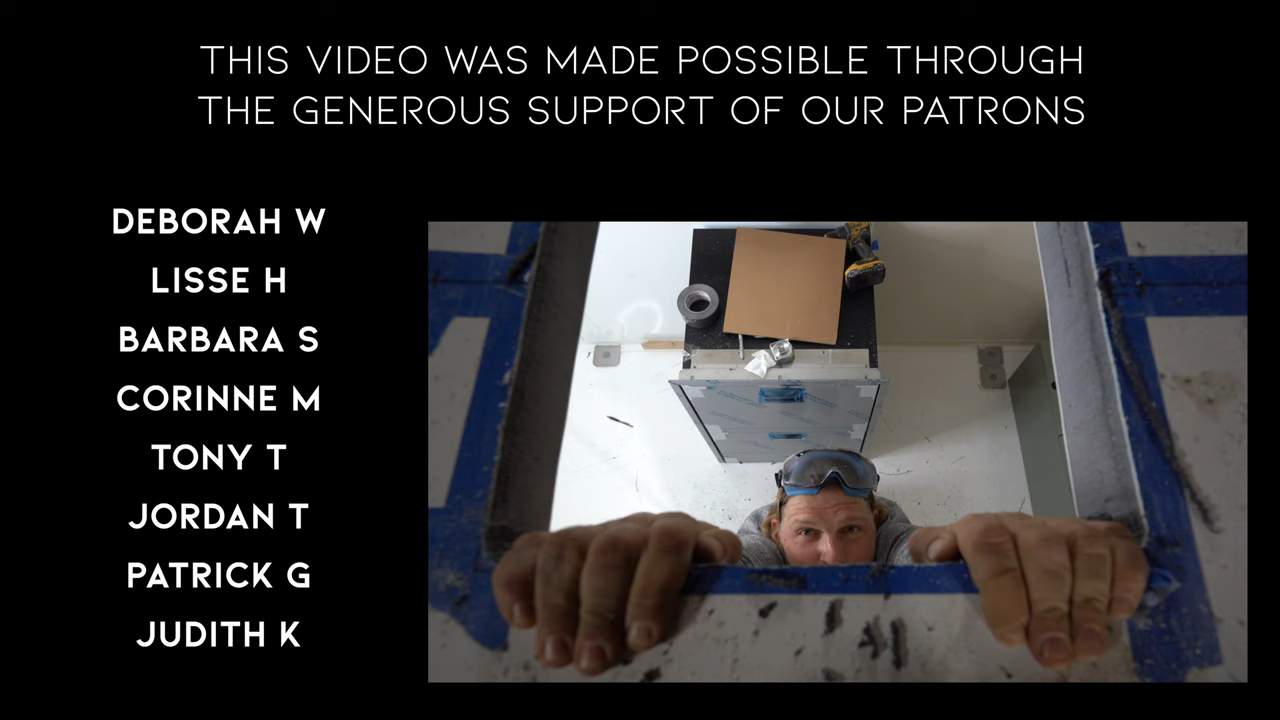 THIS VIDEO WAS MADE POSSIBLE THROUGH
THE GENEROUS SUPPORT OF OUR PATRONS
DEBORAH W
LISSE H
BARBARA S
CORINNE M
TONY T
JORDAN T
PATRICK G
JUDITH K